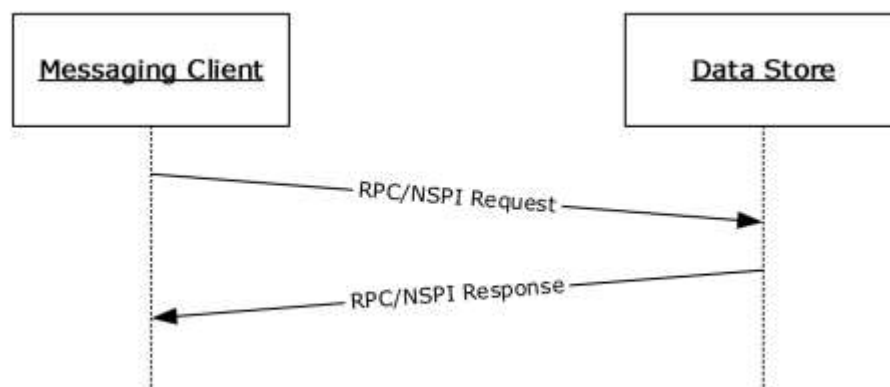 Messaging Client
Data Store
RPC/NSPI Request
RPC/NSPI Response